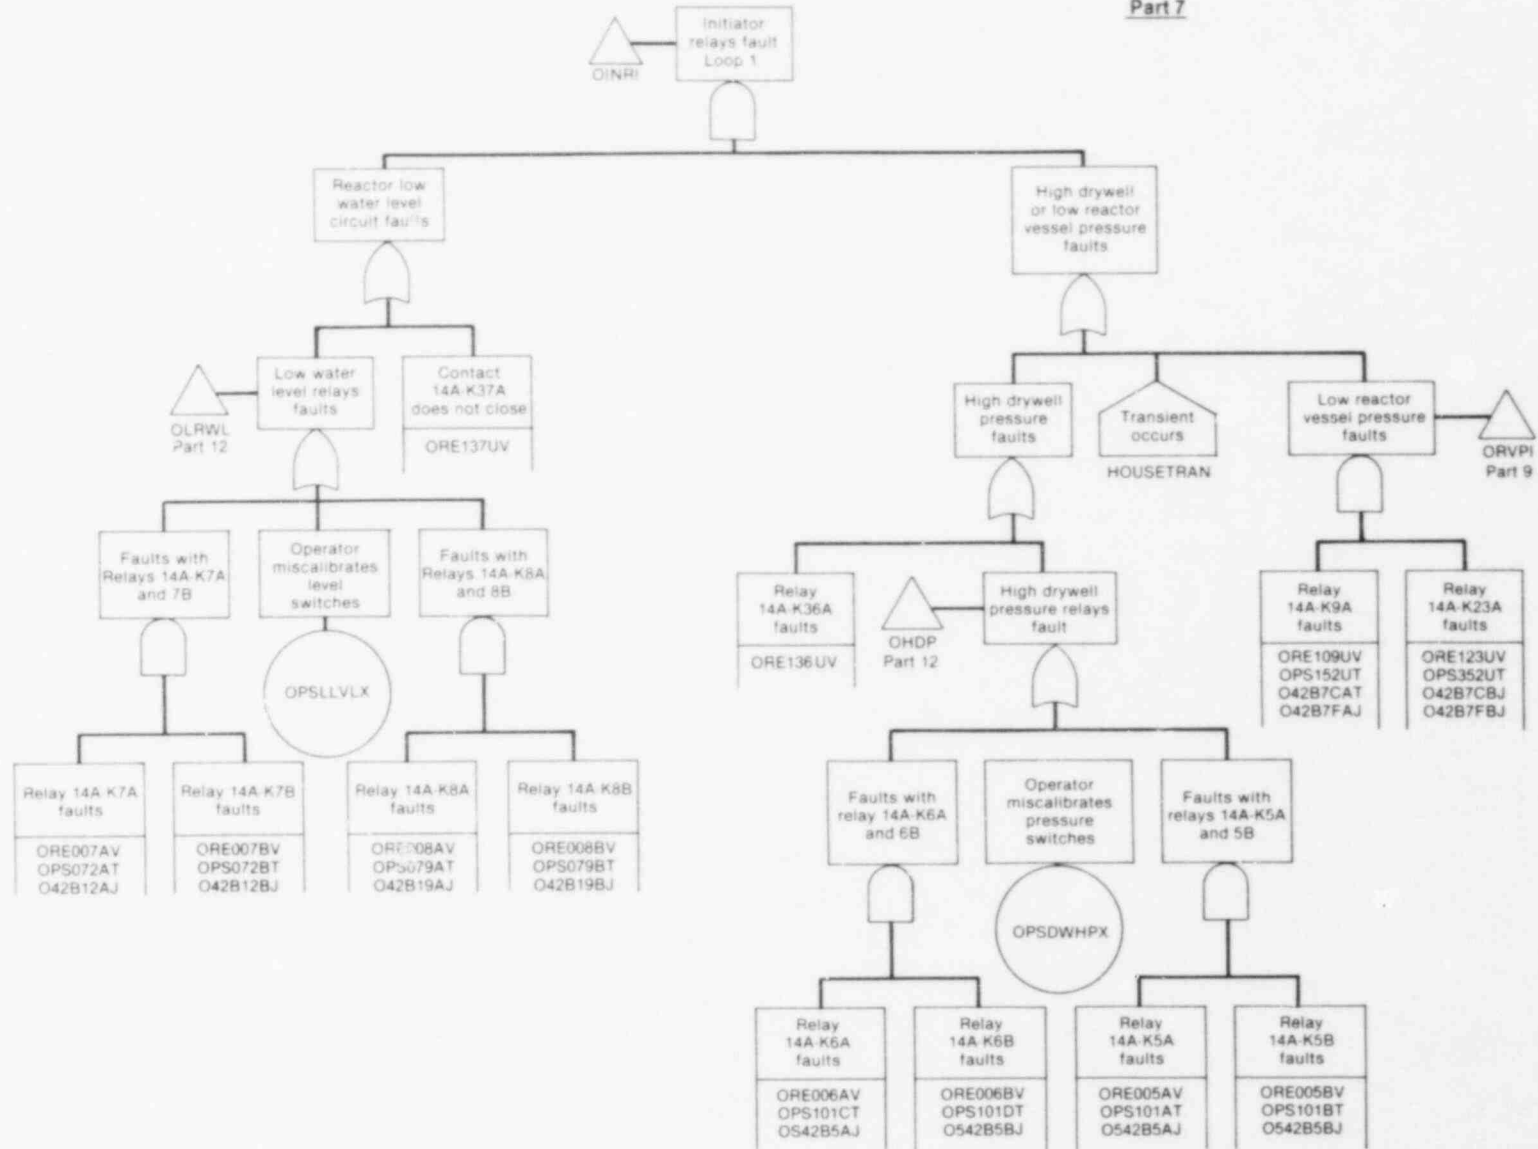 Part 7
Initiator
relays fault
Loop 1
OINRI
Reactor low
water level
circuit faults
High drywell
or low reactor
vessel pressure
faults
Low water
level relays
faults
OLRWL
Part 12
Contact
14A-K37A
does not close
ORE137UV
High drywell
pressure
faults
Transient
occurs
HOUSETRAN
Low reactor
vessel pressure
faults
ORVPI
Part 9
Faults with
Relays 14A-K7A
and 7B
Operator
miscalibrates
level
switches
Faults with
Relays 14A-K8A
and 8B
OPSLLVLX
Relay
14A-K36A
faults
ORE136UV
OHDP
Part 12
High drywell
pressure relays
fault
Relay
14A-K9A
faults
ORE109UV
OPS152UT
O42B7CAT
O42B7FAJ
Relay
14A-K23A
faults
ORE123UV
OPS352UT
O42B7CBJ
O42B7FBJ
Relay 14A-K7A
faults
ORE007AV
OPS072AT
O42B12AJ
Relay 14A-K7B
faults
ORE007BV
OPS072BT
O42B12BJ
Relay 14A-K8A
faults
ORE008AV
OPS079AT
O42B19AJ
Relay 14A-K8B
faults
ORE008BV
OPS079BT
O42B19BJ
Faults with
relay 14A-K6A
and 6B
Operator
miscalibrates
pressure
switches
Faults with
relays 14A-K5A
and 5B
OPSDWHPX
Relay
14A-K6A
faults
ORE006AV
OPS101CT
OS42B5AJ
Relay
14A-K6B
faults
ORE006BV
OPS101DT
O542B5BJ
Relay
14A-K5A
faults
ORE005AV
OPS101AT
O542B5AJ
Relay
14A-K5B
faults
ORE005BV
OPS101BT
O542B5BJ